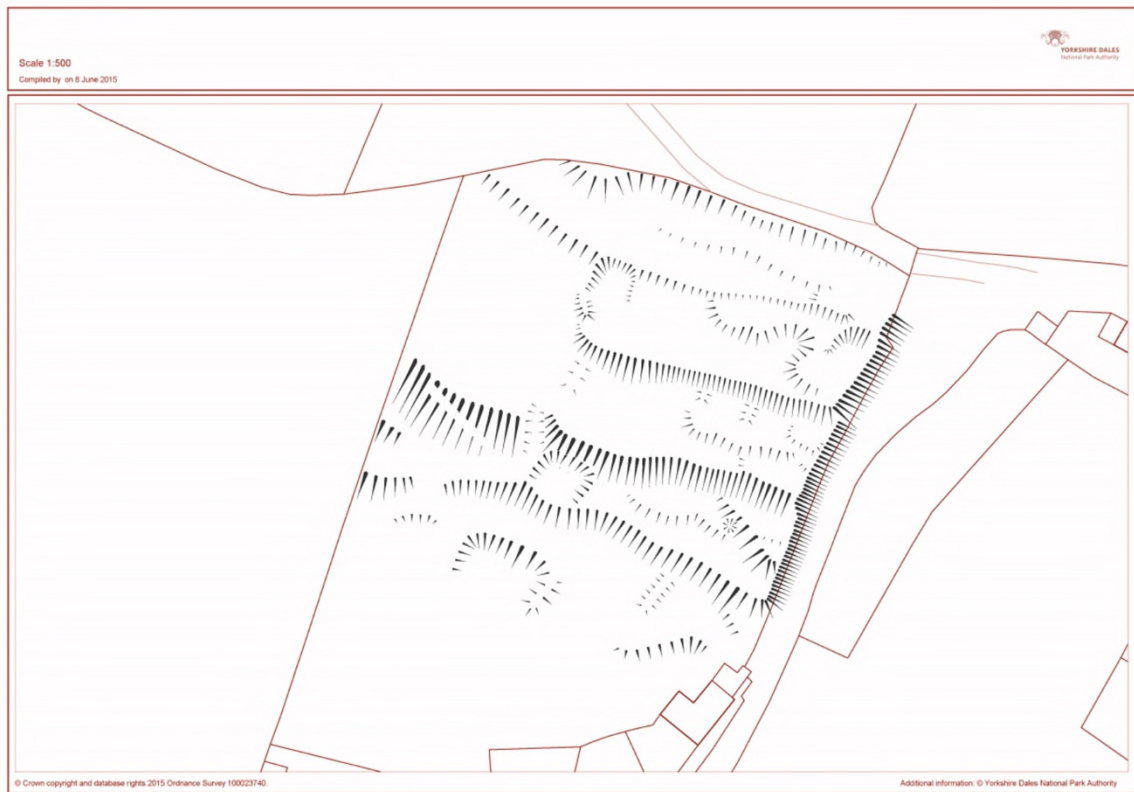 Scale 1:500
Compiled by on 8 June 2015
YORKSHIRE DALES
National Park Authority
© Crown copyright and database rights 2015 Ordnance Survey 100023740.
Additional information: © Yorkshire Dales National Park Authority